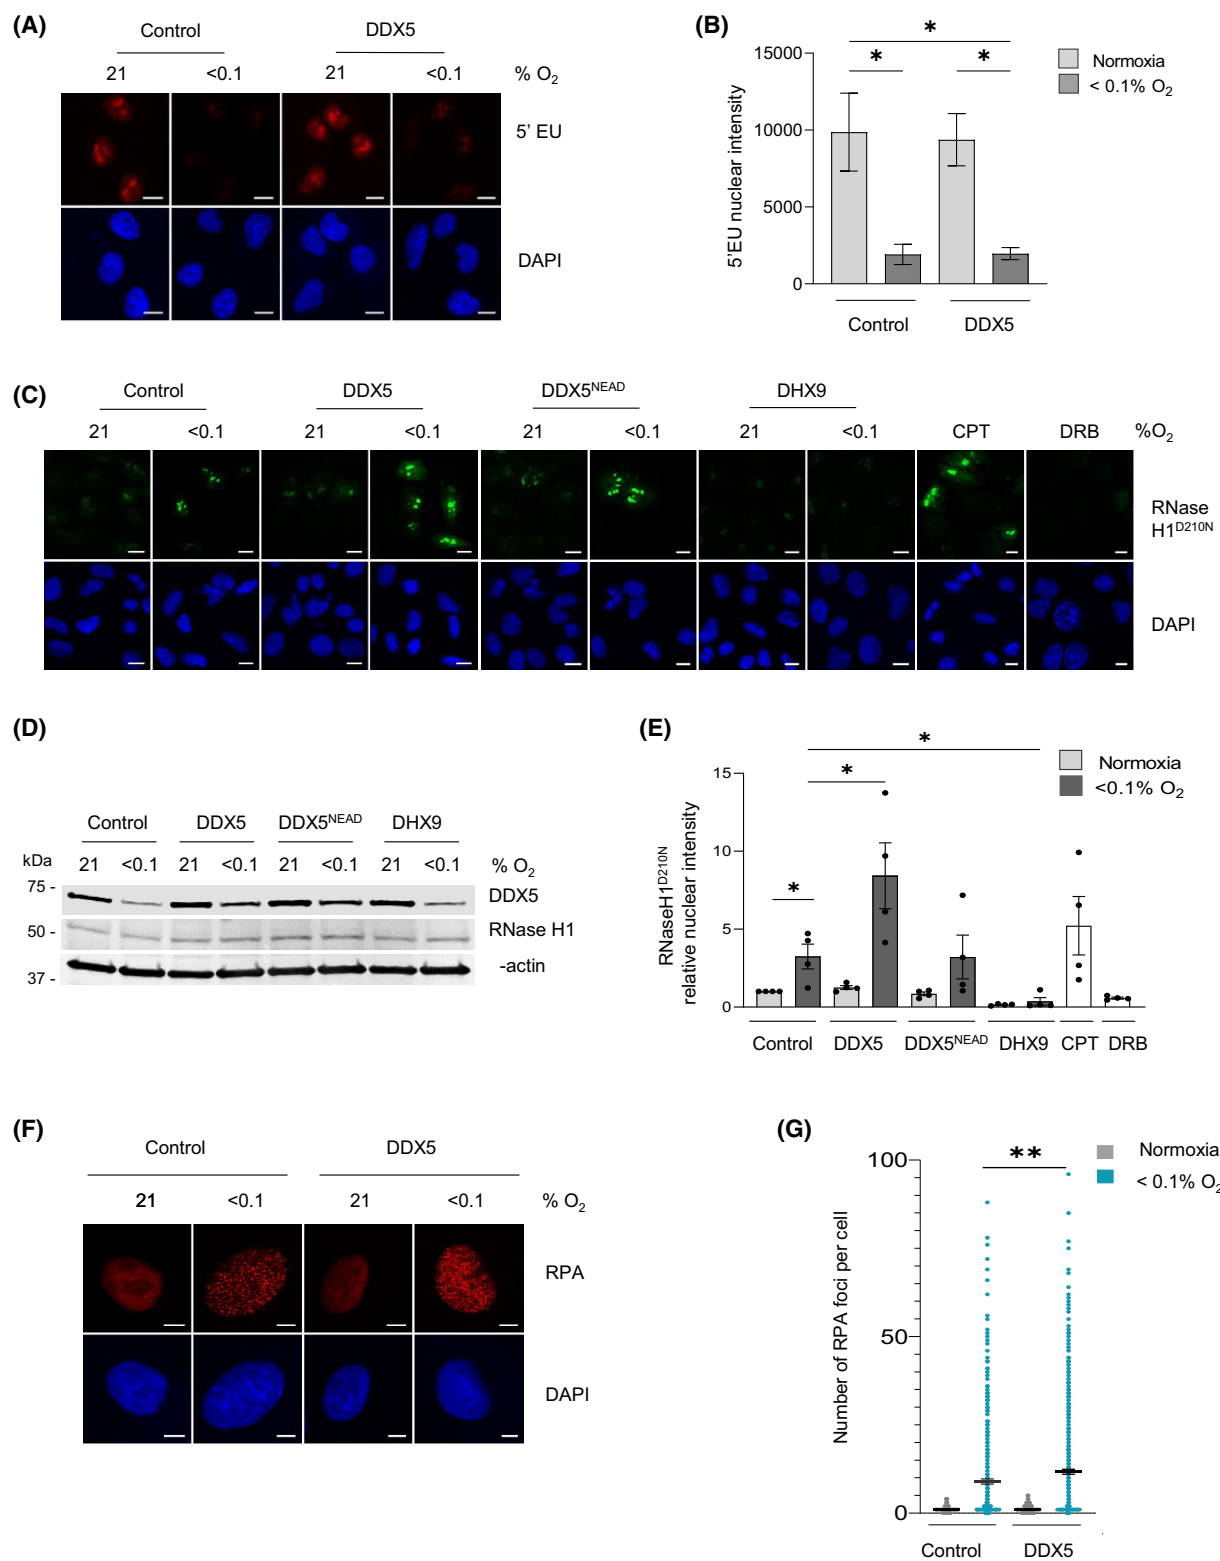 (A)
Control DDX5
21 <0.1 21 <0.1 % O2
5' EU
DAPI
(B)
* * *
Normoxia
< 0.1% O2
5'EU nuclear intensity
15000
10000
5000
0
Control DDX5
(C)
Control DDX5 DDX5NEAD DHX9
21 <0.1 21 <0.1 21 <0.1 21 <0.1 CPT DRB %O2
RNase
H1D210N
DAPI
(D)
Control DDX5 DDX5NEAD DHX9
kDa 21 <0.1 21 <0.1 21 <0.1 21 <0.1 % O2
75 - DDX5
50 - RNase H1
37 - -actin
(E)
* * *
Normoxia
<0.1% O2
RNaseH1D210N
relative nuclear intensity
15
10
5
0
Control DDX5 DDX5NEAD DHX9 CPT DRB
(F)
Control DDX5
21 <0.1 21 <0.1 % O2
RPA
DAPI
(G)
**
Normoxia
< 0.1% O2
Number of RPA foci per cell
100
50
0
Control DDX5